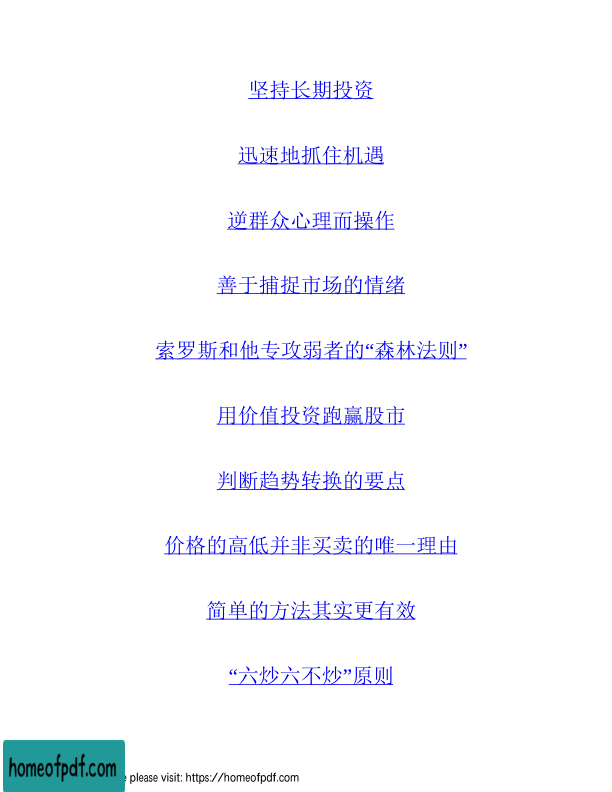 坚持长期投资
迅速地抓住机遇
逆群众心理而操作
善于捕捉市场的情绪
索罗斯和他专攻弱者的“森林法则”
用价值投资跑赢股市
判断趋势转换的要点
价格的高低并非买卖的唯一理由
简单的方法其实更有效
“六炒六不炒”原则
homeofpdf.com
please visit: https://homeofpdf.com